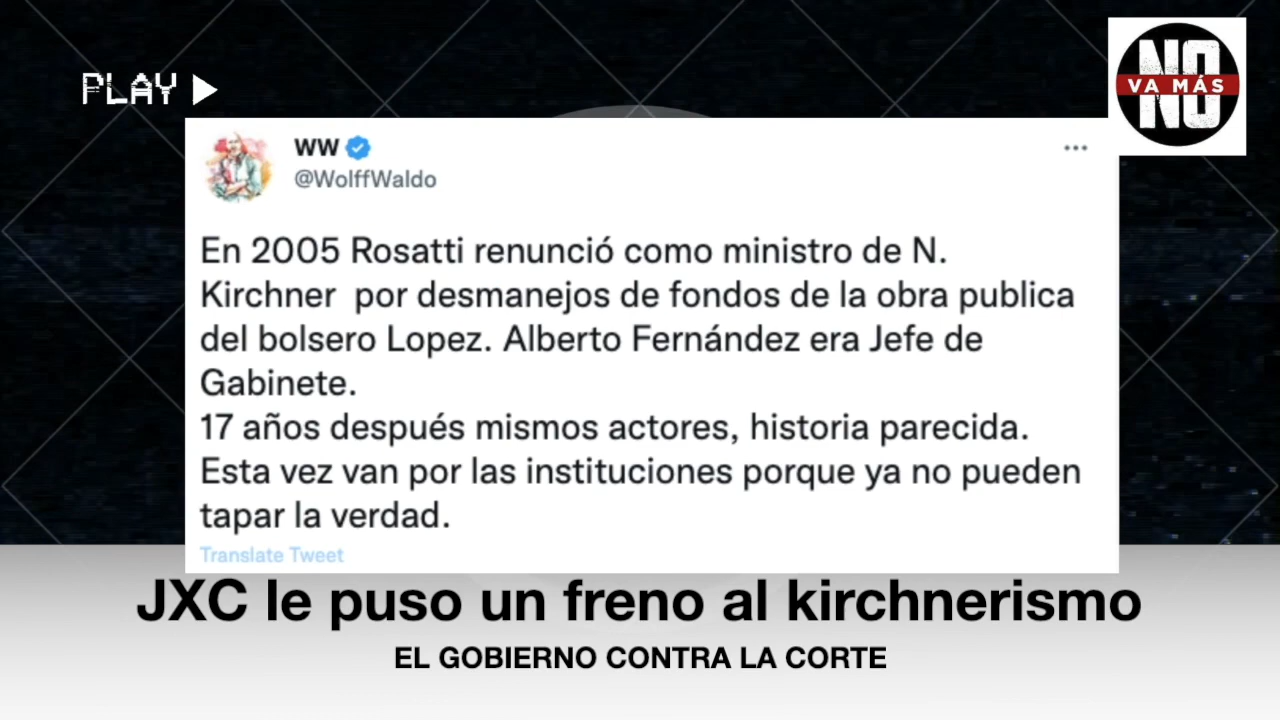 PLAY
NO
VA MÁS
WW
@WolffWaldo
En 2005 Rosatti renunció como ministro de N.
Kirchner por desmanejos de fondos de la obra publica
del bolsero Lopez. Alberto Fernández era Jefe de
Gabinete.
17 años después mismos actores, historia parecida.
Esta vez van por las instituciones porque ya no pueden
tapar la verdad.
Translate Tweet
JXC le puso un freno al kirchnerismo
EL GOBIERNO CONTRA LA CORTE